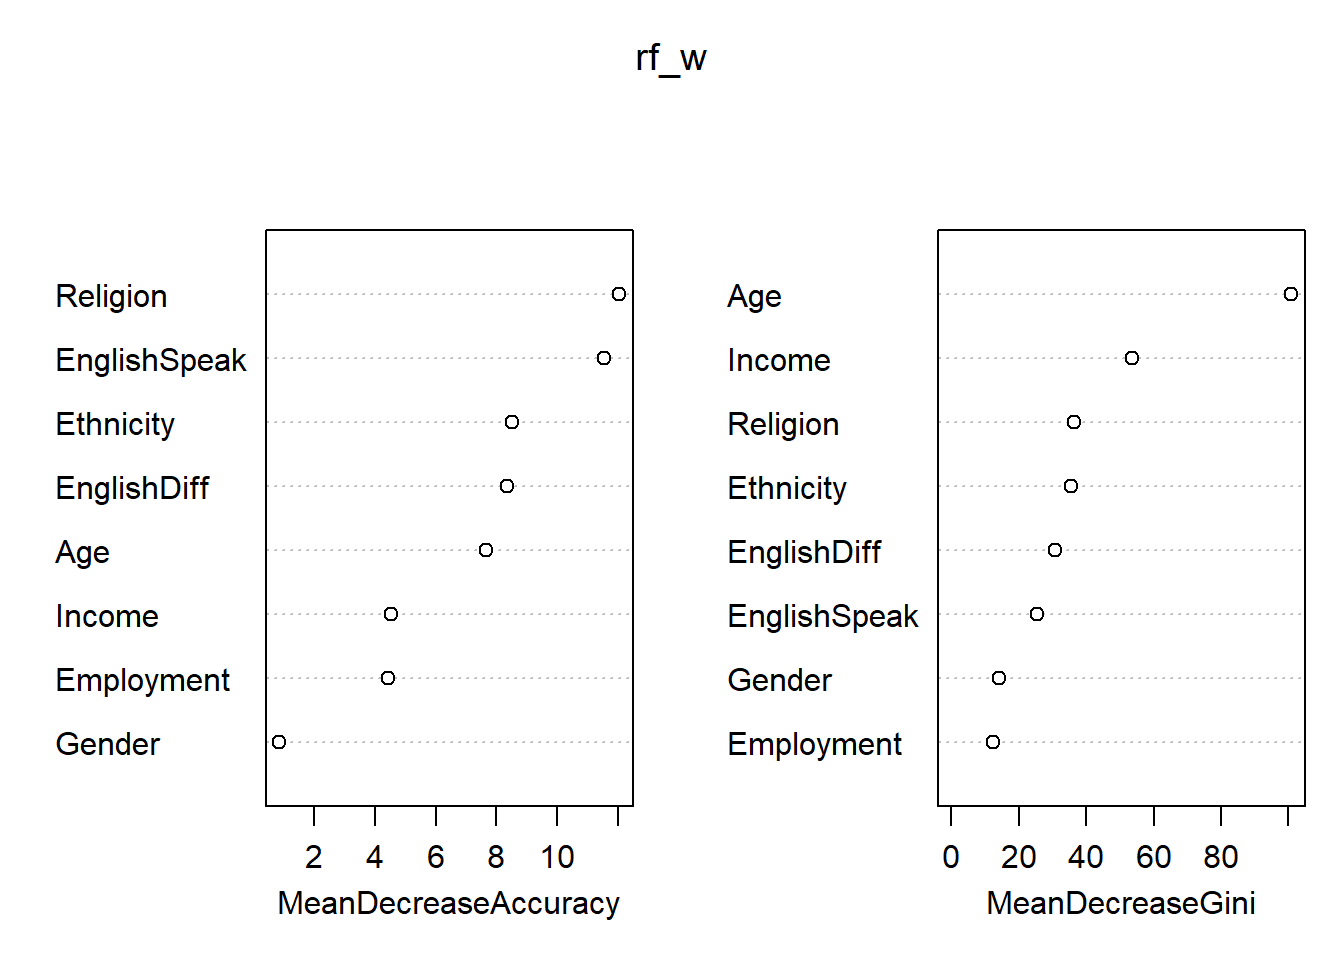 rf_w
Religion
EnglishSpeak
Ethnicity
EnglishDiff
Age
Income
Employment
Gender
2 4 6 8 10
MeanDecreaseAccuracy
Age
Income
Religion
Ethnicity
EnglishDiff
EnglishSpeak
Gender
Employment
0 20 40 60 80
MeanDecreaseGini